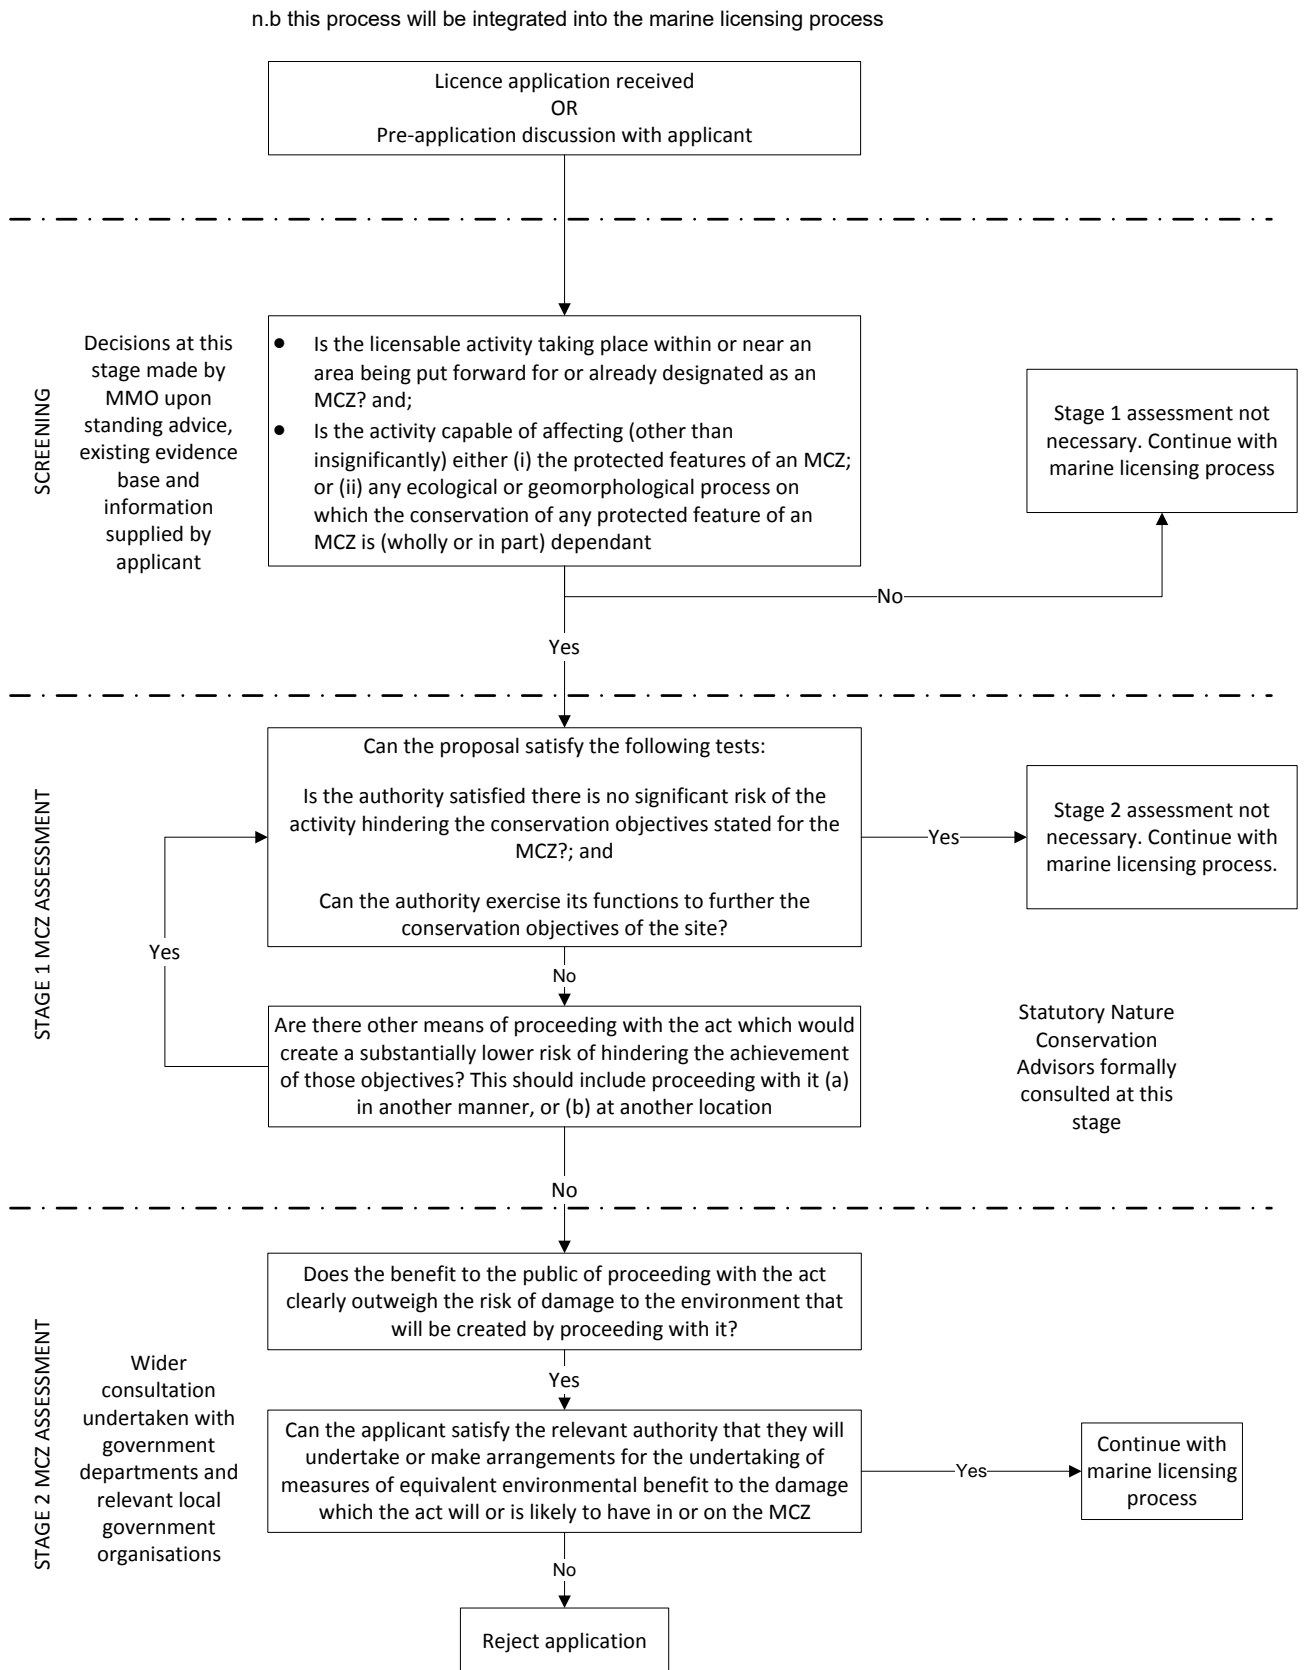 n.b this process will be integrated into the marine licensing process
Licence application received
OR
Pre-application discussion with applicant
SCREENING
Decisions at this
stage made by
MMO upon
standing advice,
existing evidence
base and
information
supplied by
applicant
● Is the licensable activity taking place within or near an
area being put forward for or already designated as an
MCZ? and;
● Is the activity capable of affecting (other than
insignificantly) either (i) the protected features of an MCZ;
or (ii) any ecological or geomorphological process on
which the conservation of any protected feature of an
MCZ is (wholly or in part) dependant
Stage 1 assessment not
necessary. Continue with
marine licensing process
No
Yes
STAGE 1 MCZ ASSESSMENT
Can the proposal satisfy the following tests:
Is the authority satisfied there is no significant risk of the
activity hindering the conservation objectives stated for the
MCZ?; and
Can the authority exercise its functions to further the
conservation objectives of the site?
Yes
Stage 2 assessment not
necessary. Continue with
marine licensing process.
Yes
No
Are there other means of proceeding with the act which would
create a substantially lower risk of hindering the achievement
of those objectives? This should include proceeding with it (a)
in another manner, or (b) at another location
Statutory Nature
Conservation
Advisors formally
consulted at this
stage
No
STAGE 2 MCZ ASSESSMENT
Wider
consultation
undertaken with
government
departments and
relevant local
government
organisations
Does the benefit to the public of proceeding with the act
clearly outweigh the risk of damage to the environment that
will be created by proceeding with it?
Yes
Can the applicant satisfy the relevant authority that they will
undertake or make arrangements for the undertaking of
measures of equivalent environmental benefit to the damage
which the act will or is likely to have in or on the MCZ
Yes
Continue with
marine licensing
process
No
Reject application